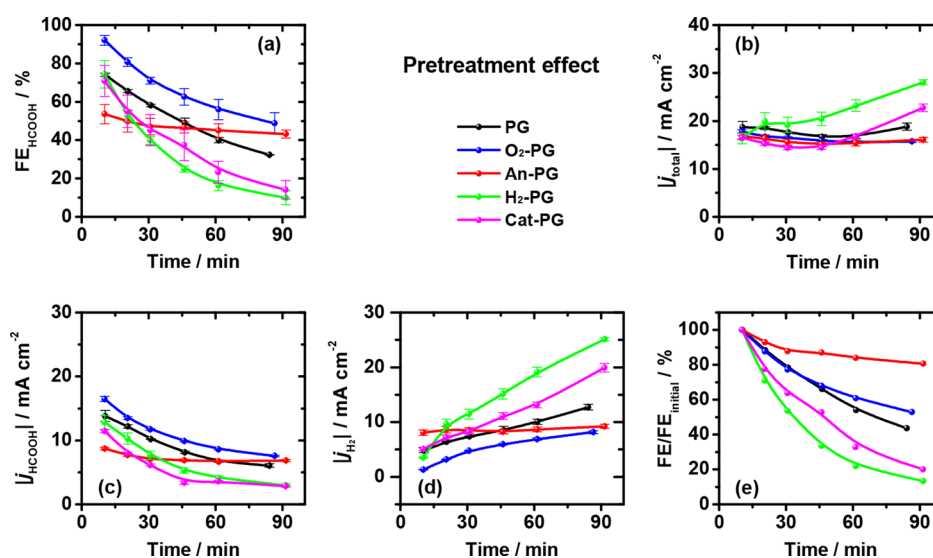 (a)
FE_HCOOH / %
100
80
60
40
20
0
0
30
60
90
Time / min
Pretreatment effect
PG
O₂-PG
An-PG
H₂-PG
Cat-PG
(b)
|j_total| / mA cm⁻²
40
30
20
10
0
0
30
60
90
Time / min
(c)
|j_HCOOH| / mA cm⁻²
30
20
10
0
0
30
60
90
Time / min
(d)
|j_H₂| / mA cm⁻²
30
20
10
0
0
30
60
90
Time / min
(e)
FE/FE_initial / %
100
80
60
40
20
0
0
30
60
90
Time / min